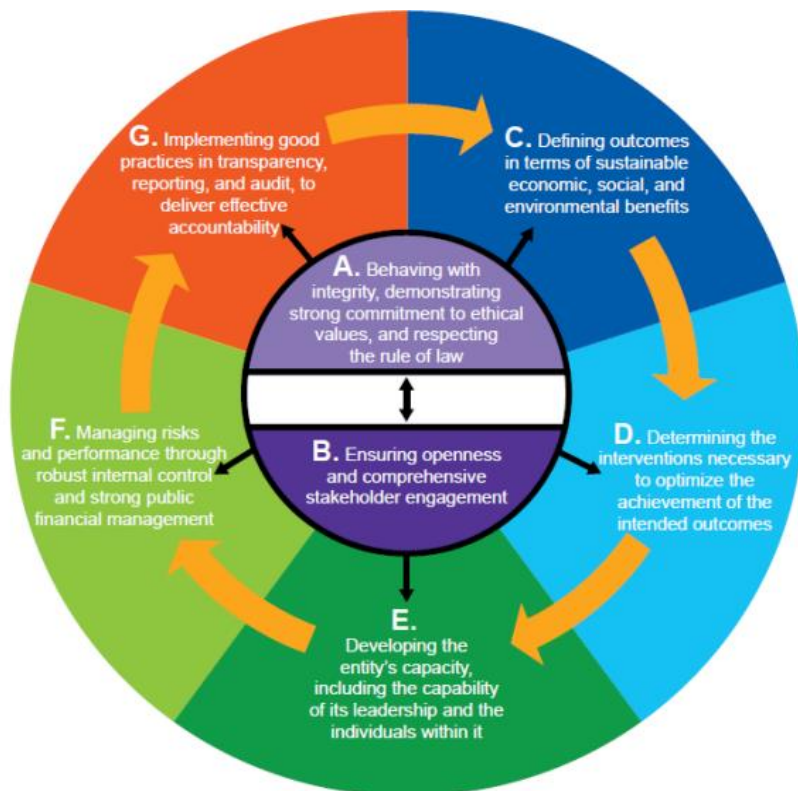 G. Implementing good
practices in transparency,
reporting, and audit, to
deliver effective
accountability
C. Defining outcomes
in terms of sustainable
economic, social, and
environmental benefits
A. Behaving with
integrity, demonstrating
strong commitment to ethical
values, and respecting
the rule of law
F. Managing risks
and performance through
robust internal control
and strong public
financial management
B. Ensuring openness
and comprehensive
stakeholder engagement
D. Determining the
interventions necessary
to optimize the
achievement of the
intended outcomes
E.
Developing the
entity's capacity,
including the capability
of its leadership and the
individuals within it